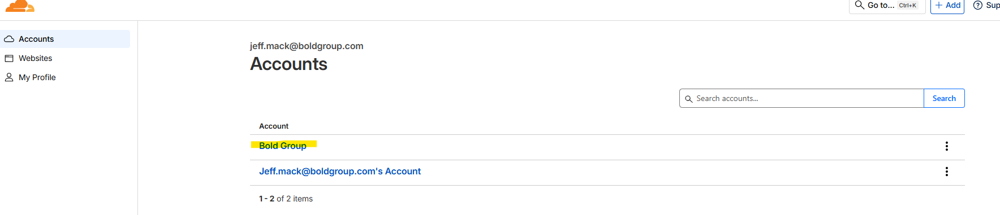 Go to... Ctrl+K
+ Add
Sup
Accounts
Websites
My Profile
jeff.mack@boldgroup.com
Accounts
Search accounts...
Search
Account
Bold Group
Jeff.mack@boldgroup.com's Account
1 - 2 of 2 items